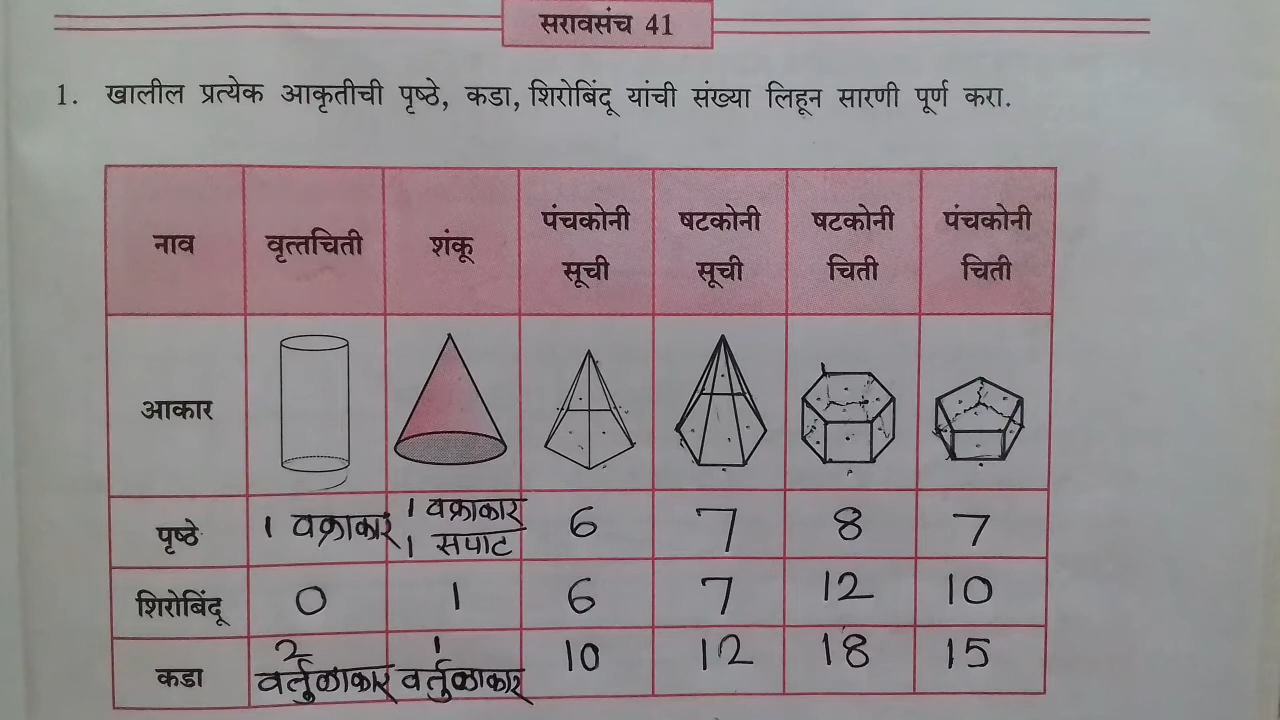 सरावसंच 41
1. खालील प्रत्येक आकृतीची पृष्ठे, कडा, शिरोबिंदू यांची संख्या लिहून सारणी पूर्ण करा.
नाव वृत्तचिती शंकू पंचकोनी सूची षटकोनी सूची षटकोनी चिती पंचकोनी चिती
आकार
पृष्ठे 1 वक्राकार 1 वक्राकार 1 सपाट 6 7 8 7
शिरोबिंदू 0 1 6 7 12 10
कडा 2 वर्तुळाकार 1 वर्तुळाकार 10 12 18 15